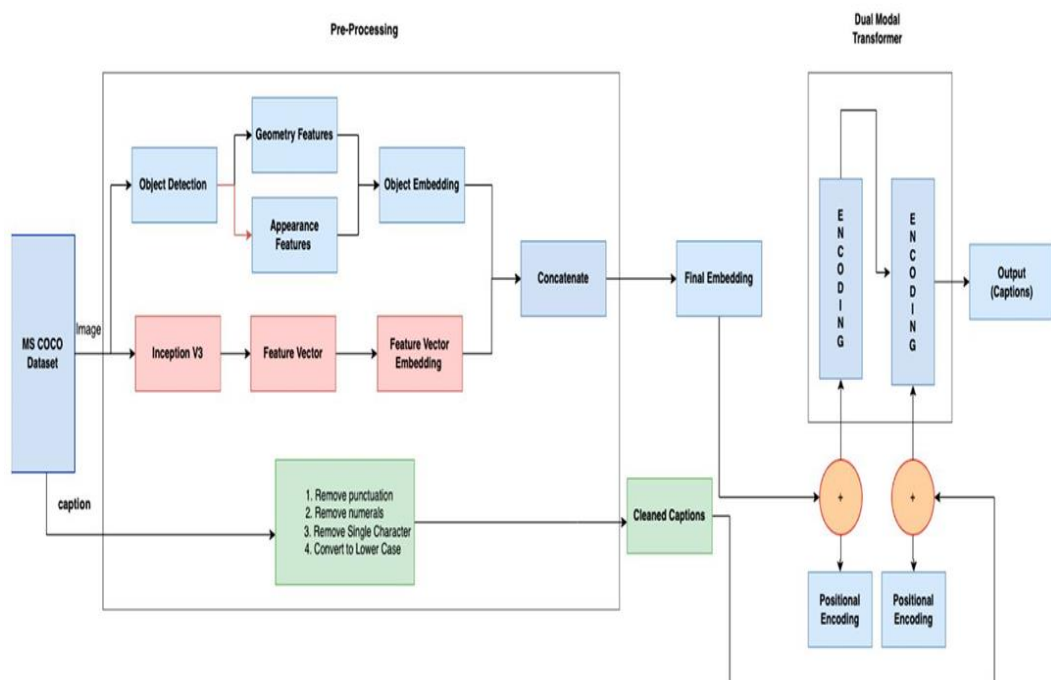 Pre-Processing
Dual Modal
Transformer
Geometry Features
Object Detection
Object Embedding
Appearance
Features
ENCODING
ENCODING
MS COCO
Dataset
Image
Concatenate
Final Embedding
Output
(Captions)
Inception V3
Feature Vector
Feature Vector
Embedding
caption
1. Remove punctuation
2. Remove numerals
3. Remove Single Character
4. Convert to Lower Case
Cleaned Captions
+
+
Positional
Encoding
Positional
Encoding